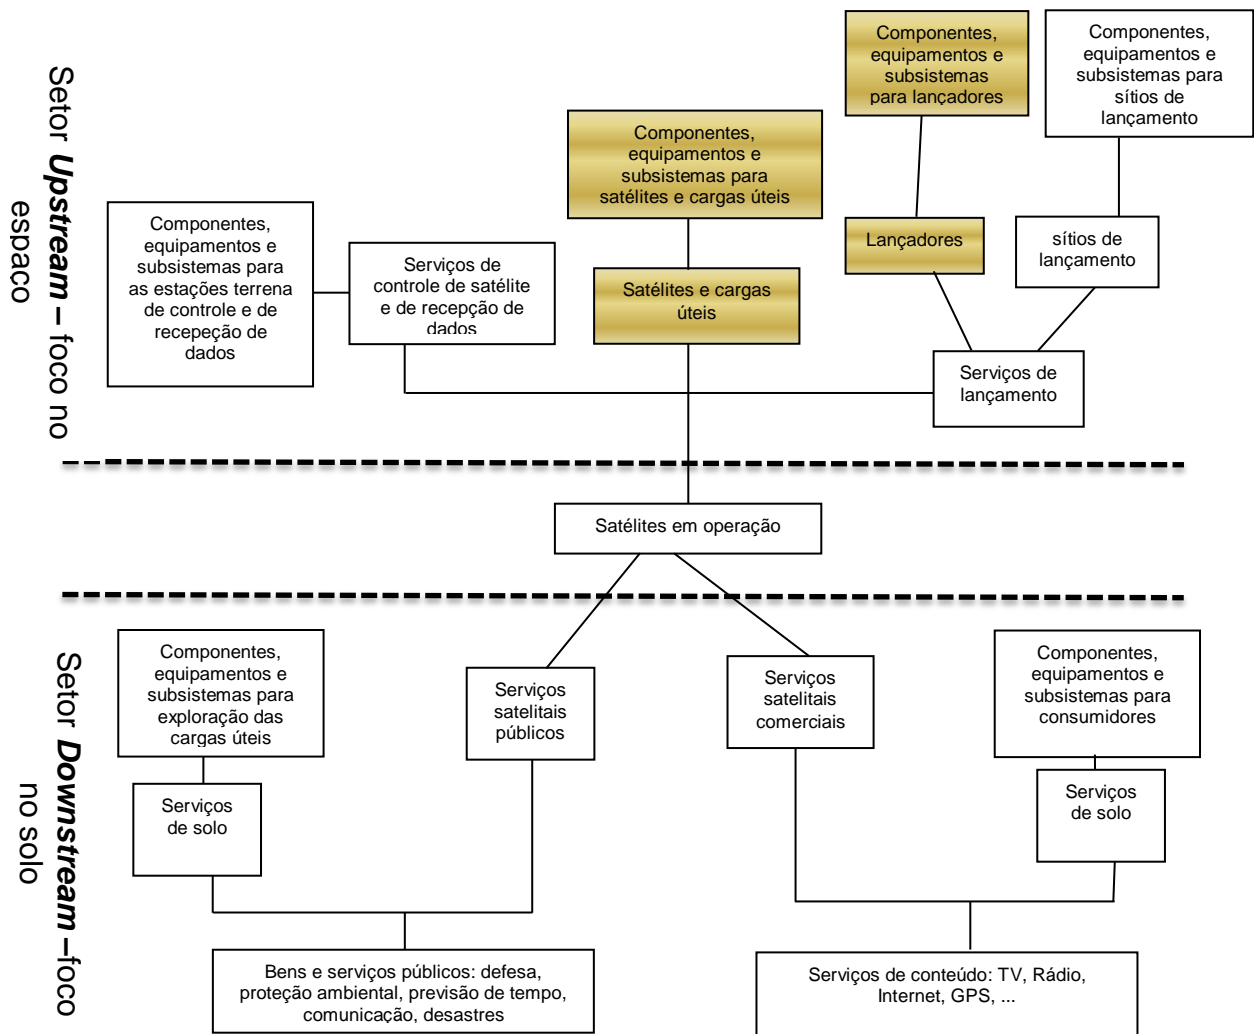 Setor Upstream – foco no
espaco
Componentes,
equipamentos e
subsistemas
para lançadores
Componentes,
equipamentos e
subsistemas para
sítios de
lançamento
Componentes,
equipamentos e
subsistemas para
satélites e cargas úteis
Componentes,
equipamentos e
subsistemas para
as estações terrena
de controle e de
recepeção de
dados
Serviços de
controle de satélite
e de recepção de
dados
Satélites e cargas
úteis
Lançadores
sítios de
lançamento
Serviços de
lançamento
Satélites em operação
Setor Downstream –foco
no solo
Componentes,
equipamentos e
subsistemas para
exploração das
cargas úteis
Serviços
satelitais
públicos
Serviços
satelitais
comerciais
Componentes,
equipamentos e
subsistemas para
consumidores
Serviços
de solo
Serviços
de solo
Bens e serviços públicos: defesa,
proteção ambiental, previsão de tempo,
comunicação, desastres
Serviços de conteúdo: TV, Rádio,
Internet, GPS, ...